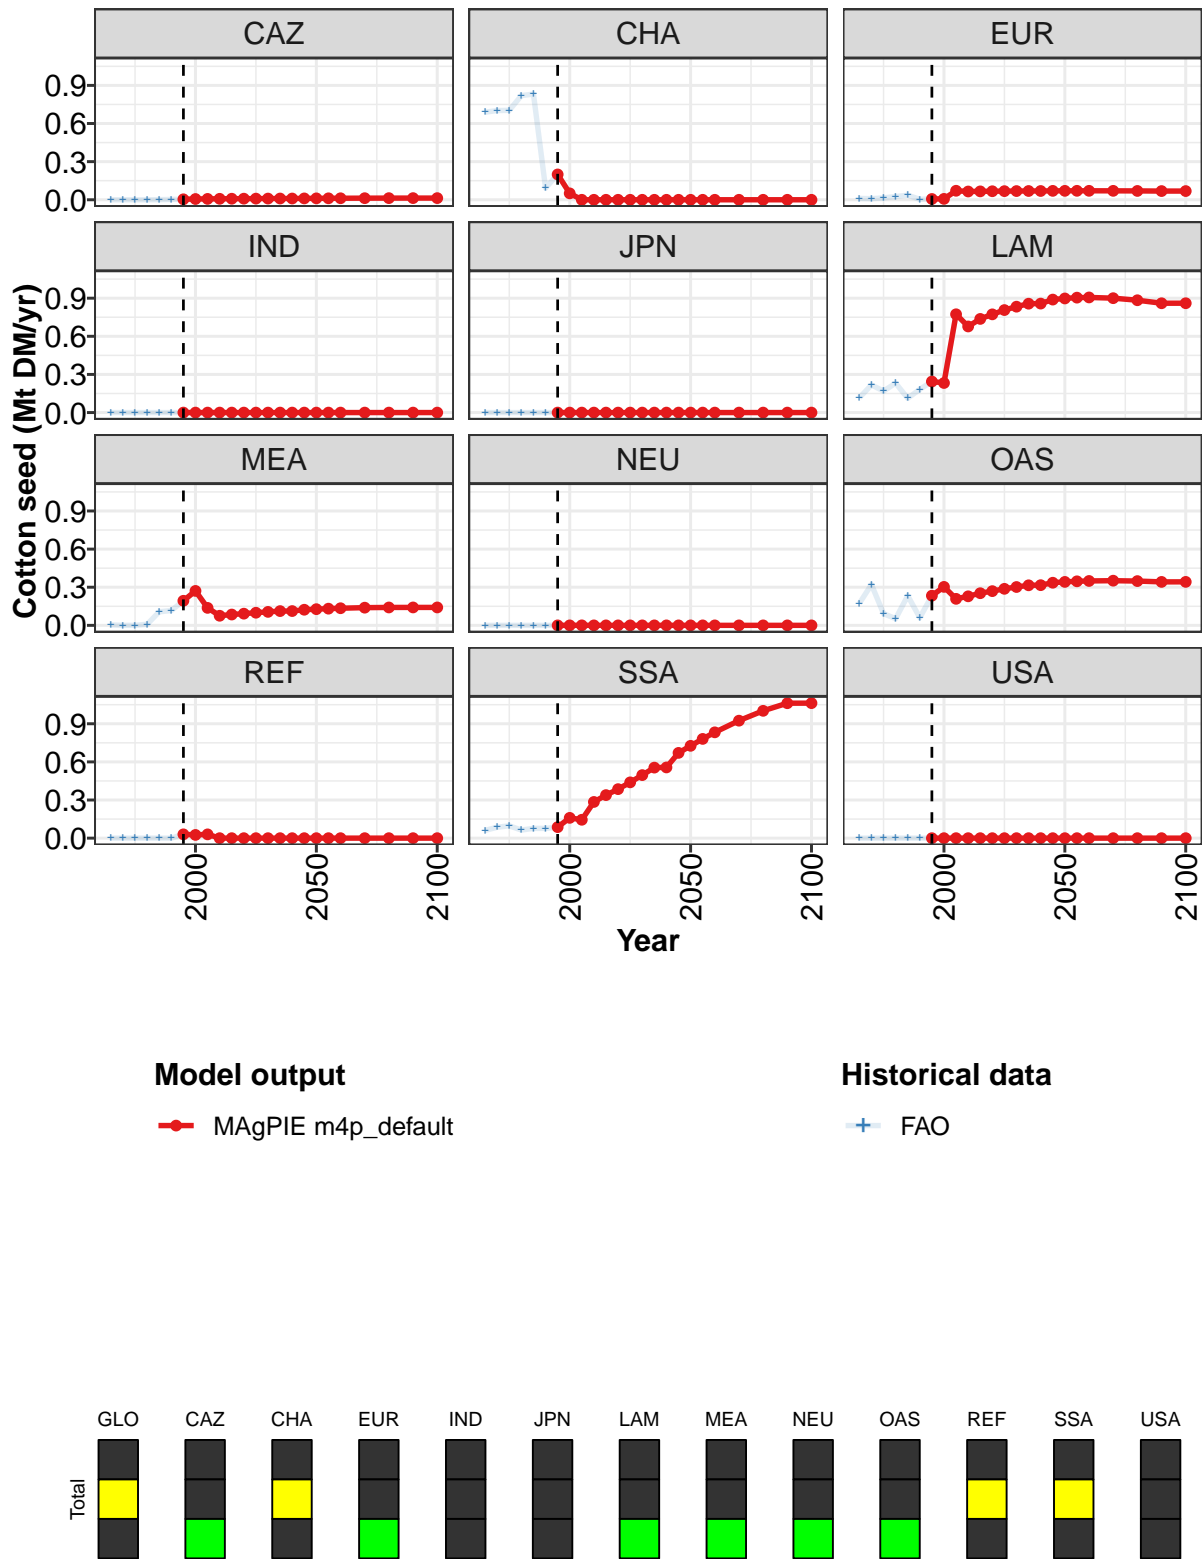 CAZ CHA EUR
0.9
0.6
0.3
0.0
IND JPN LAM
0.9
0.6
0.3
0.0
MEA NEU OAS
0.9
0.6
0.3
0.0
REF SSA USA
0.9
0.6
0.3
0.0
Cotton seed (Mt DM/yr)
2000 2050 2100 2000 2050 2100 2000 2050 2100
Year
Model output Historical data
MAgPIE m4p_default FAO
GLO CAZ CHA EUR IND JPN LAM MEA NEU OAS REF SSA USA
Total